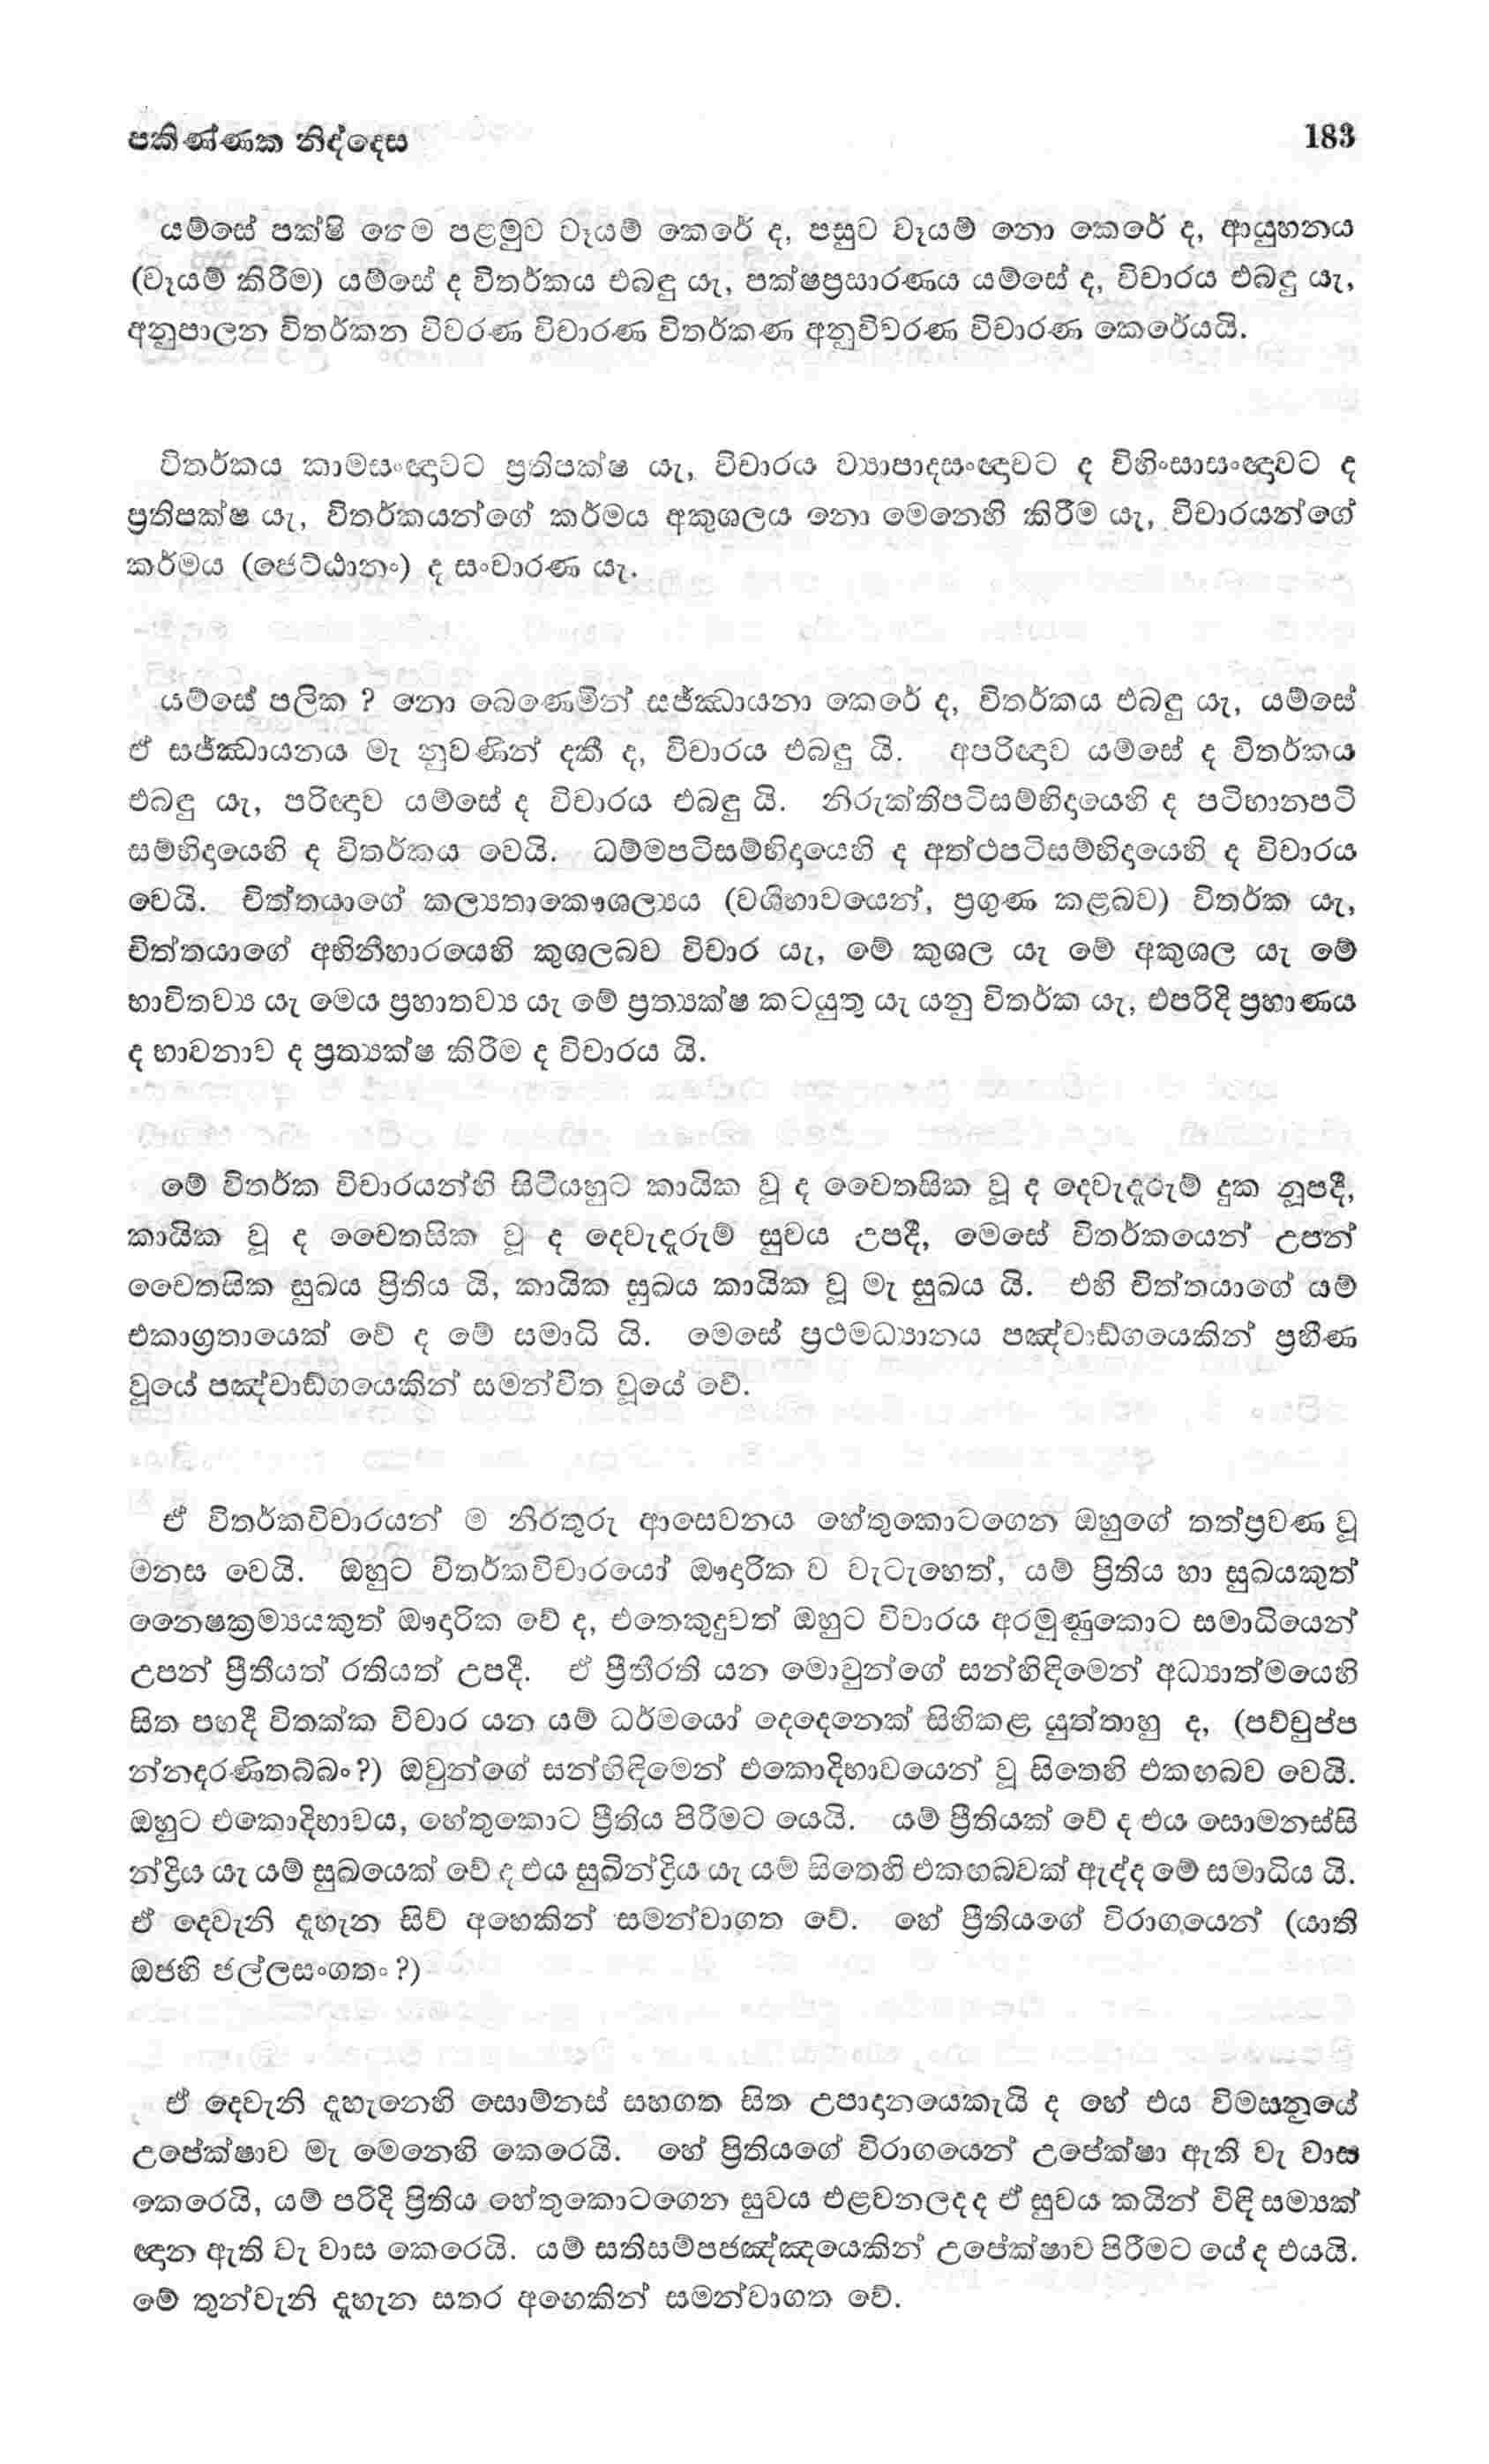 පකිණ්ණක නිද්දෙස 183
යම්සේ පක්ෂි තෙම පළමුව වෑයම් කෙරේ ද, පසුව වෑයම් නො කෙරේ ද, ආයුහනය
(වෑයම් කිරීම) යම්සේ ද විතර්කය එබඳු යැ, පක්ෂප්‍රසාරණය යම්සේ ද, විචාරය එබඳු යැ,
අනුපාලන විතර්කන විචරණ විචාරණ විතර්කණ අනුවිචරණ විචාරණ කෙරේයයි.
විතර්කය කාමසංඥාවට ප්‍රතිපක්ෂ යැ, විචාරය ව්‍යාපාදසංඥාවට ද විහිංසාසංඥාවට ද
ප්‍රතිපක්ෂ යැ, විතර්කයන්ගේ කර්මය අකුශලය නො මෙනෙහි කිරීම යැ, විචාරයන්ගේ
කර්මය (ජෙට්ඨානං) ද සංචාරණ යැ.
යම්සේ පලික ? නො බෙණෙමින් සජ්ඣායනා කෙරේ ද, විතර්කය එබඳු යැ, යම්සේ
ඒ සජ්ඣායනය මැ නුවණින් දකී ද, විචාරය එබඳු යි. අපරිඥාව යම්සේ ද විතර්කය
එබඳු යැ, පරිඥාව යම්සේ ද විචාරය එබඳු යි. නිරුක්තිපටිසම්භිදායෙහි ද පටිභානපටි
සම්භිදායෙහි ද විතර්කය වෙයි. ධම්මපටිසම්භිදායෙහි ද අත්ථපටිසම්භිදායෙහි ද විචාරය
වෙයි. චිත්තයාගේ කල්‍යතාකෞශල්‍යය (වශිභාවයෙන්, ප්‍රගුණ කළබව) විතර්ක යැ,
චිත්තයාගේ අභිනීහාරයෙහි කුශලබව විචාර යැ, මේ කුශල යැ මේ අකුශල යැ මේ
භාවිතව්‍ය යැ මෙය ප්‍රහාතව්‍ය යැ මේ ප්‍රත්‍යක්ෂ කටයුතු යැ යනු විතර්ක යැ, එපරිදි ප්‍රහාණය
ද භාවනාව ද ප්‍රත්‍යක්ෂ කිරීම ද විචාරය යි.
මේ විතර්ක විචාරයන්හි සිටියහුට කායික වූ ද චෛතසික වූ ද දෙවැදෑරුම් දුක නූපදී,
කායික වූ ද චෛතසික වූ ද දෙවැදෑරුම් සුවය උපදී, මෙසේ විතර්කයෙන් උපන්
චෛතසික සුඛය ප්‍රීතිය යි, කායික සුඛය කායික වූ මැ සුඛය යි. එහි චිත්තයාගේ යම්
එකාග්‍රතායෙක් වේ ද මේ සමාධි යි. මෙසේ ප්‍රථමධ්‍යානය පඤ්චාඞ්ගයෙකින් ප්‍රහීණ
වූයේ පඤ්චාඞ්ගයෙකින් සමන්විත වූයේ වේ.
ඒ විතර්කවිචාරයන් ම නිරතුරු ආසෙවනය හේතුකොටගෙන ඔහුගේ තත්ප්‍රවණ වූ
මනස වෙයි. ඔහුට විතර්කවිචාරයෝ ඖදාරික ව වැටැහෙත්, යම් ප්‍රීතිය හා සුඛයකුත්
නෛෂක්‍රම්‍යයකුත් ඖදාරික වේ ද, එතෙකුදුවත් ඔහුට විචාරය අරමුණුකොට සමාධියෙන්
උපන් ප්‍රීතියත් රතියත් උපදී. ඒ ප්‍රීතිරති යන මොවුන්ගේ සන්හිඳිමෙන් අධ්‍යාත්මයෙහි
සිත පහදී විතක්ක විචාර යන යම් ධර්මයෝ දෙදෙනෙක් සිහිකළ යුත්තාහු ද, (පච්චුප්ප
න්නදරණිතබ්බං?) ඔවුන්ගේ සන්හිඳිමෙන් එකොදිභාවයෙන් වූ සිතෙහි එකඟබව වෙයි.
ඔහුට එකොදිභාවය, හේතුකොට ප්‍රීතිය පිරීමට යෙයි. යම් ප්‍රීතියක් වේ ද එය සොමනස්සි
න්ද්‍රිය යැ යම් සුඛයෙක් වේ ද එය සුඛින්ද්‍රිය යැ යම් සිතෙහි එකඟබවක් ඇද්ද මේ සමාධිය යි.
ඒ දෙවැනි දැහැන සිව් අඟෙකින් සමන්වාගත වේ. හේ ප්‍රීතියගේ විරාගයෙන් (යාති
ඔජහි ජල්ලසංගතං ?)
ඒ දෙවැනි දැහැනෙහි සොම්නස් සහගත සිත උපාදානයෙකැයි ද හේ එය විමසනුයේ
උපේක්ෂාව මැ මෙනෙහි කෙරෙයි. හේ ප්‍රීතියගේ විරාගයෙන් උපේක්ෂා ඇති වැ වාස
කෙරෙයි, යම් පරිදි ප්‍රීතිය හේතුකොටගෙන සුවය එළවනලදද ඒ සුවය කයින් විඳි සම්‍යක්
ඥාන ඇති වැ වාස කෙරෙයි. යම් සතිසම්පජඤ්ඤයෙකින් උපේක්ෂාව පිරීමට යේ ද එයයි.
මේ තුන්වැනි දැහැන සතර අඟෙකින් සමන්වාගත වේ.